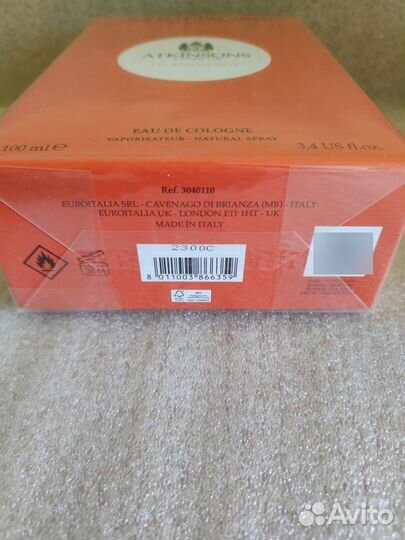 ATKINSONS
EAU DE COLOGNE
VAPORISATEUR - NATURAL SPRAY
100 ml ℮
3.4 US fl. oz.
Ref. 3040110
EUROITALIA SRL - CAVENAGO DI BRIANZA (MB) - ITALY
EUROITALIA UK - LONDON E11 1HT - UK
MADE IN ITALY
2300C
36M
8 011003 866359
FSC
Avito